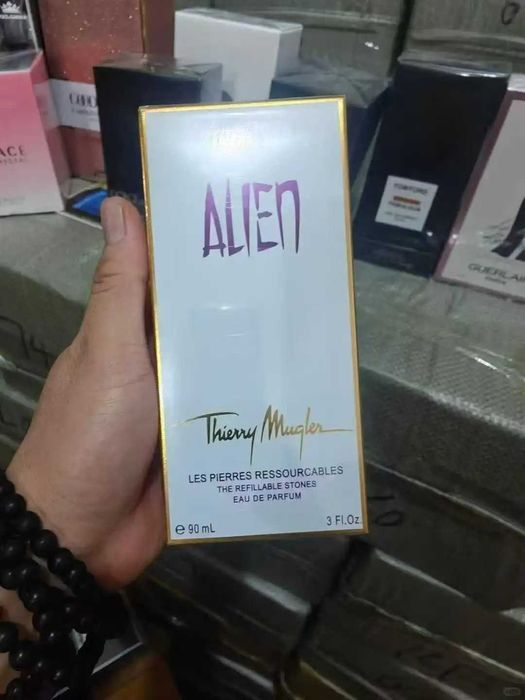 ALIEN
Thierry Mugler
LES PIERRES RESSOURCABLES
THE REFILLABLE STONES
EAU DE PARFUM
e 90 mL
3 Fl.Oz.
TOM FORD
FABULOUS
GUERLAIN